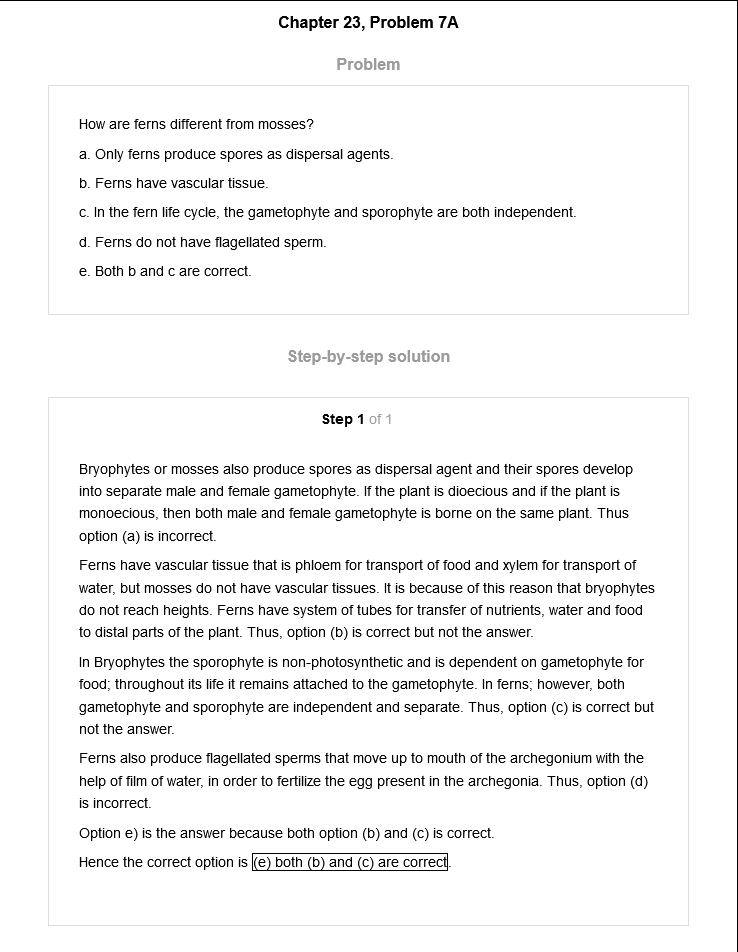 Chapter 23, Problem 7A
Problem
How are ferns different from mosses?
a. Only ferns produce spores as dispersal agents.
b. Ferns have vascular tissue.
c. In the fern life cycle, the gametophyte and sporophyte are both independent.
d. Ferns do not have flagellated sperm.
e. Both b and c are correct.
Step-by-step solution
Step 1 of 1
Bryophytes or mosses also produce spores as dispersal agent and their spores develop
into separate male and female gametophyte. If the plant is dioecious and if the plant is
monoecious, then both male and female gametophyte is borne on the same plant. Thus
option (a) is incorrect.
Ferns have vascular tissue that is phloem for transport of food and xylem for transport of
water, but mosses do not have vascular tissues. It is because of this reason that bryophytes
do not reach heights. Ferns have system of tubes for transfer of nutrients, water and food
to distal parts of the plant. Thus, option (b) is correct but not the answer.
In Bryophytes the sporophyte is non-photosynthetic and is dependent on gametophyte for
food; throughout its life it remains attached to the gametophyte. In ferns; however, both
gametophyte and sporophyte are independent and separate. Thus, option (c) is correct but
not the answer.
Ferns also produce flagellated sperms that move up to mouth of the archegonium with the
help of film of water, in order to fertilize the egg present in the archegonia. Thus, option (d)
is incorrect.
Option e) is the answer because both option (b) and (c) is correct.
Hence the correct option is (e) both (b) and (c) are correct.